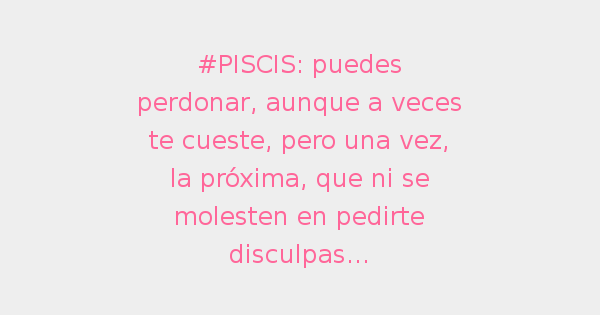 #PISCIS: puedes
perdonar, aunque a veces
te cueste, pero una vez,
la próxima, que ni se
molesten en pedirte
disculpas...